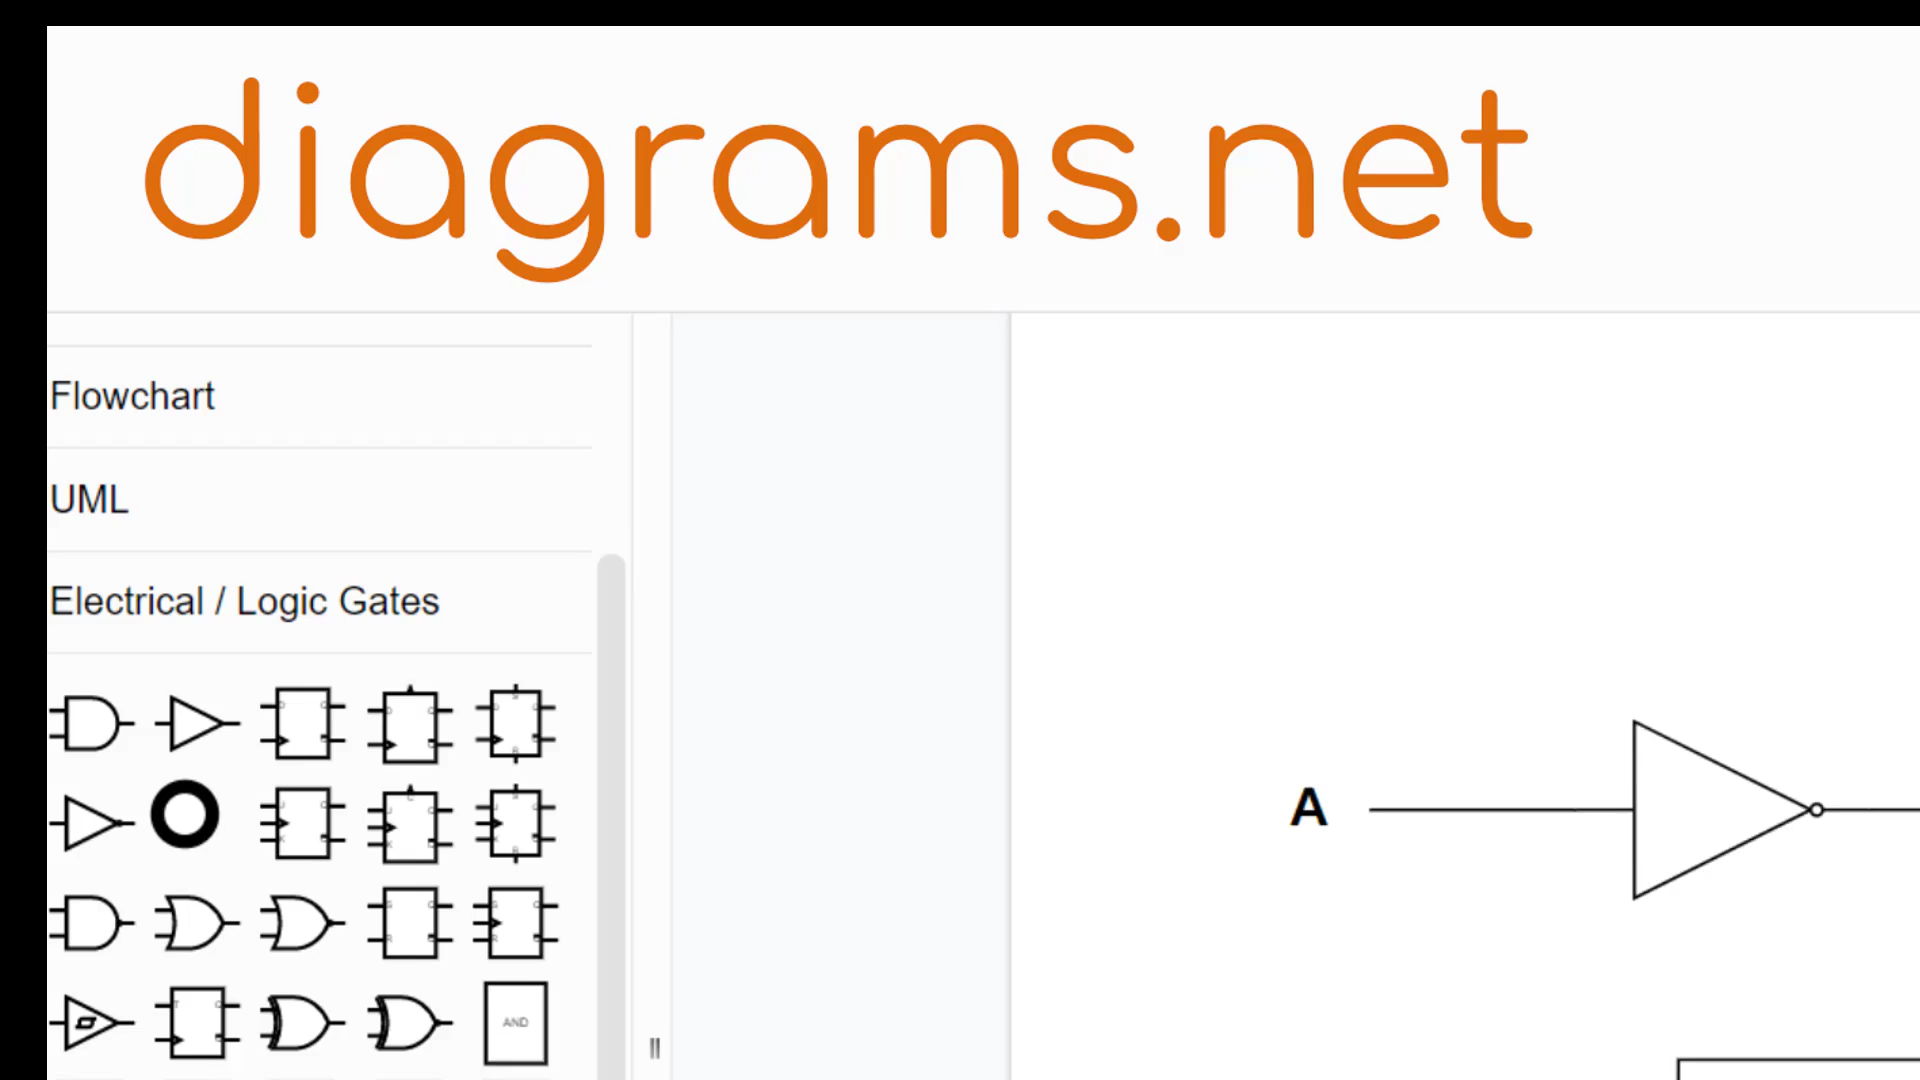 diagrams.net
Flowchart
UML
Electrical / Logic Gates
A
AND